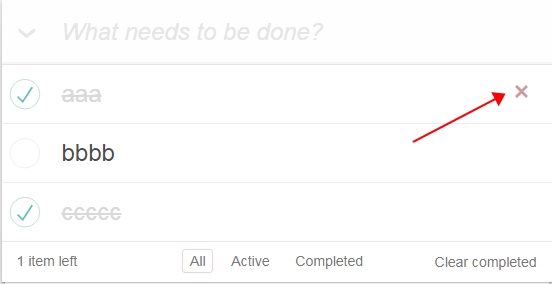 What needs to be done?
aaa
bbbb
ccccc
1 item left All Active Completed Clear completed